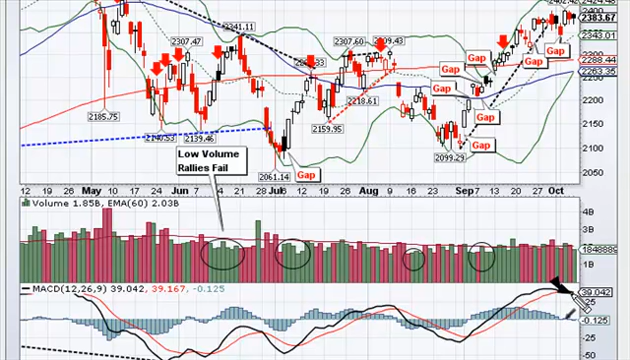 2402.42
2400
2383.67
2343.01
2341.11
2307.47
2307.60
2309.43
2288.44
2263.35
2250
2218.61
2200
2185.75
2159.95
2150
2140.53
2139.46
2100
2099.29
2061.14
2050
Gap
Gap
Gap
Gap
Gap
Gap
Gap
Gap
Low Volume
Rallies Fail
12 19 26 May 10 17 24 Jun 7 14 21 Jul 6 12 19 26 Aug 9 16 23 Sep 7 13 20 27 Oct
Volume 1.85B, EMA(60) 2.03B
4B
3B
1B
MACD(12,26,9) 39.042, 39.167, -0.125
39.042
25
-0.125
-25
-50